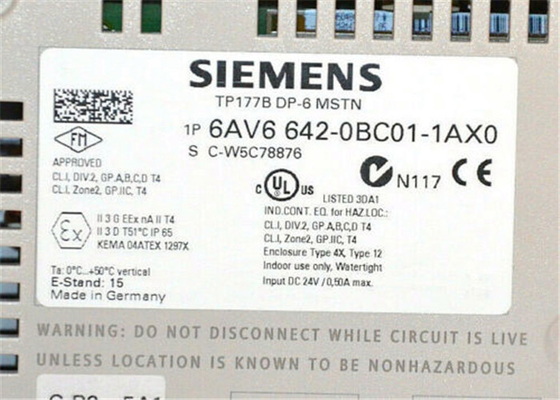 SIEMENS
TP177B DP-6 MSTN
1P 6AV6 642-0BC01-1AX0
S C-W5C78876
FM
APPROVED
CL.I, DIV.2, GP.A,B,C,D T4
CL.I, Zone2, GP.IIC, T4
N117 CE
c UL us
LISTED 3DA1
IND.CONT. EQ. for HAZ.LOC.:
CL.I, DIV.2, GP.A,B,C,D T4
CL.I, Zone2, GP.IIC, T4
Enclosure Type 4X, Type 12
Indoor use only, Watertight
Input DC 24V / 0,50A max.
Ex
II 3 G EEx nA II T4
II 3 D T51°C IP 65
KEMA 04ATEX 1297X
Ta: 0°C...+50°C vertical
E-Stand: 15
Made in Germany
WARNING: DO NOT DISCONNECT WHILE CIRCUIT IS LIVE
UNLESS LOCATION IS KNOWN TO BE NONHAZARDOUS